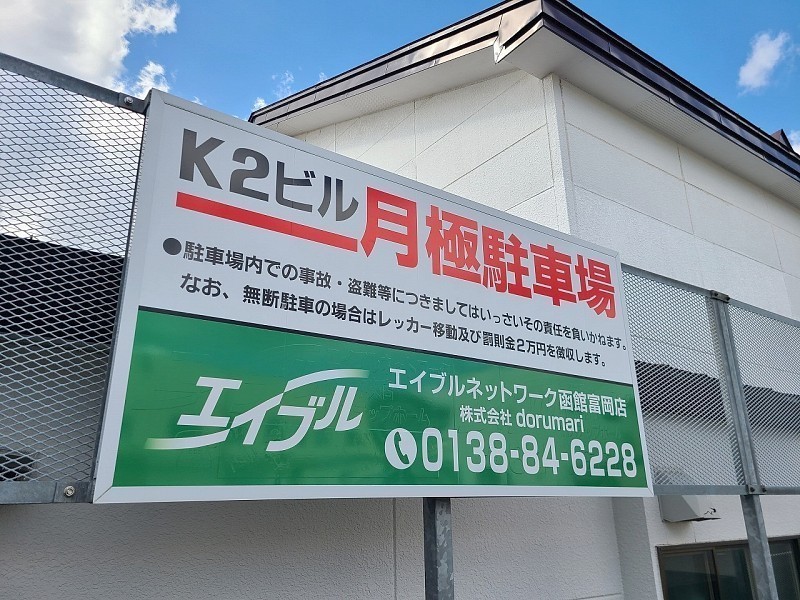 K2ビル月極駐車場
●駐車場内での事故・盗難等につきましてはいっさいその責任を負いかねます。
なお、無断駐車の場合はレッカー移動及び罰則金2万円を徴収します。
エイブル
エイブルネットワーク函館富岡店
株式会社 dorumari
0138-84-6228